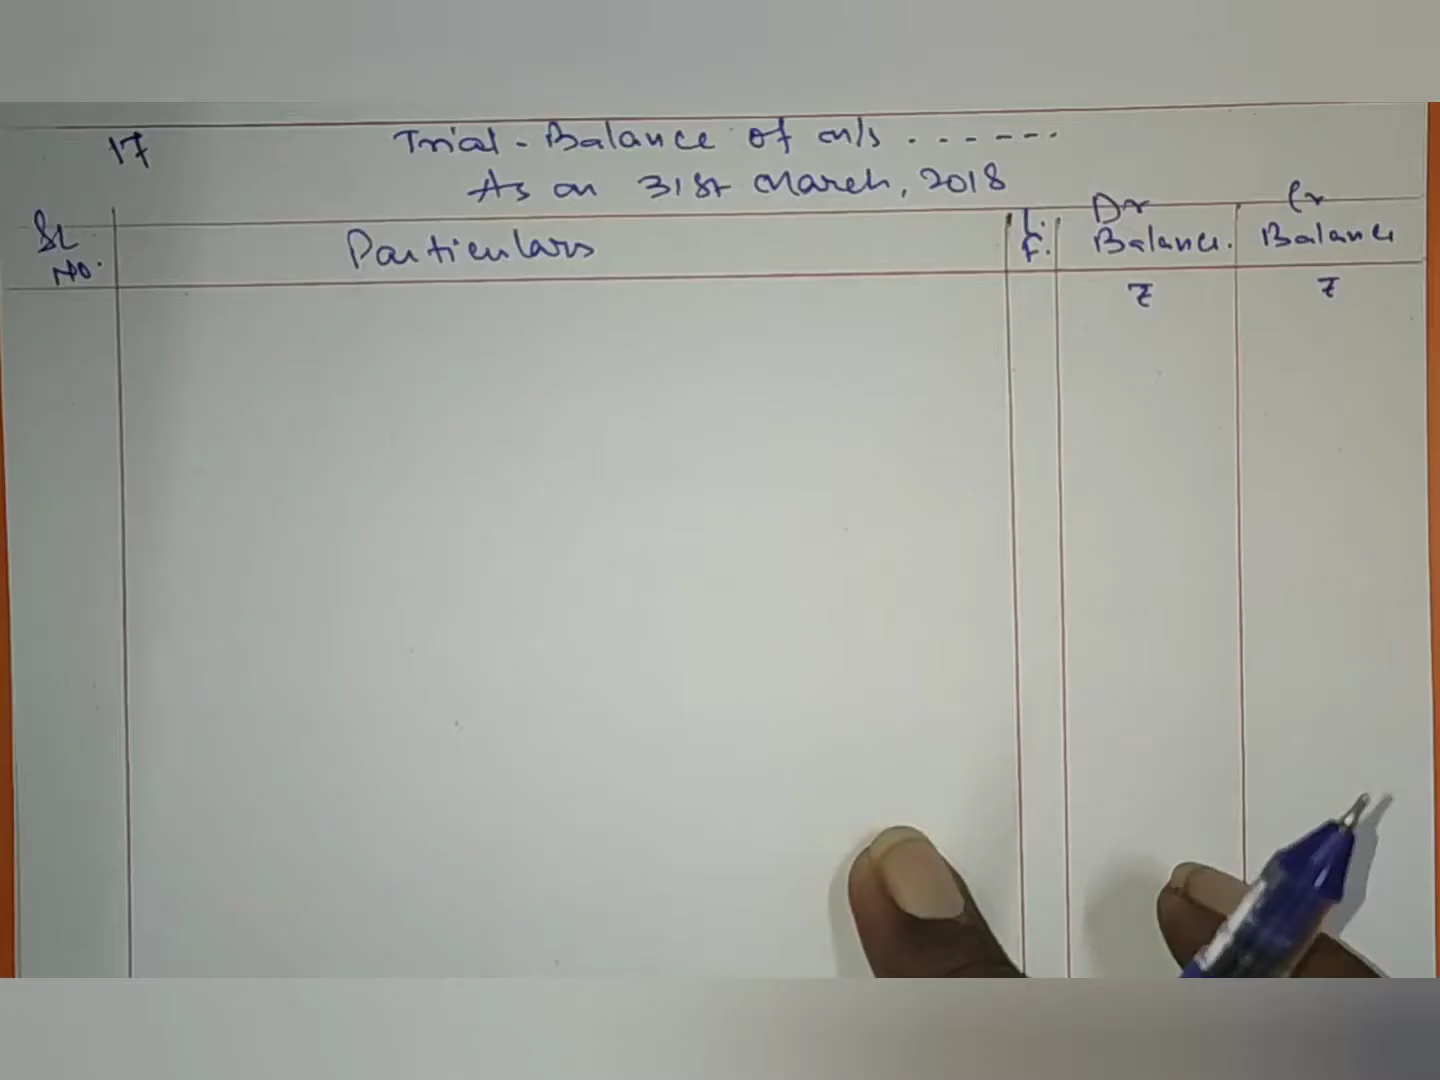 17 Trial-Balance of M/s . - - - - - .
As on 31st March, 2018
Sl No. Particulars L. F. Dr Balance. Cr Balance
₹ ₹